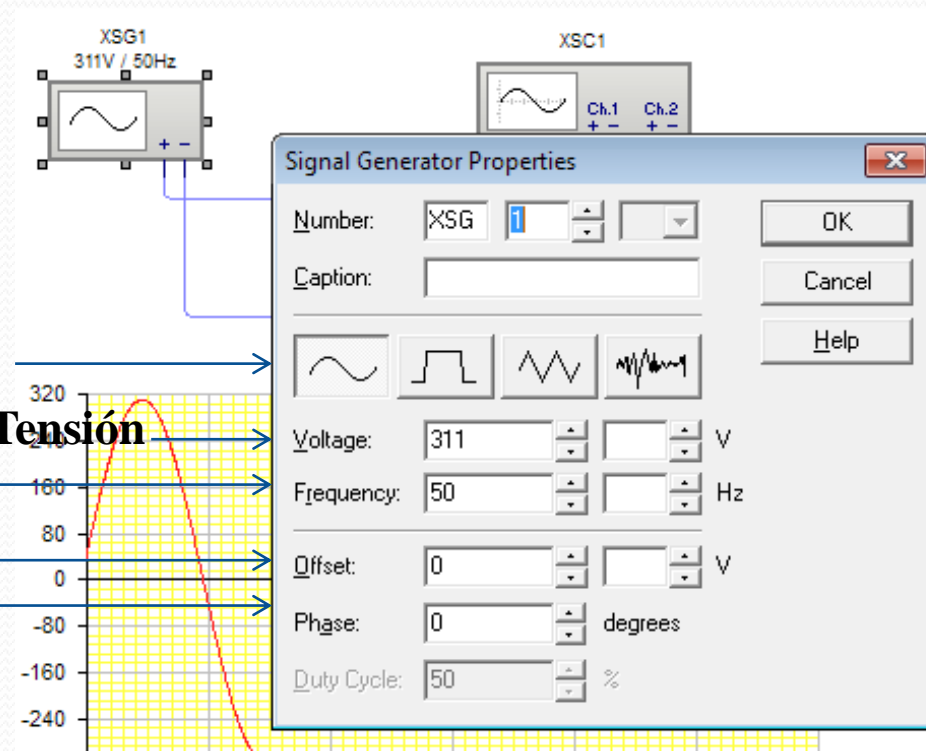 XSG1
311V / 50Hz
XSC1
Ch.1 Ch.2
+ -
+ - + -
Signal Generator Properties
Number: XSG 1
OK
Caption:
Cancel
Help
320
Tensión
240
Voltage: 311 V
160
Frequency: 50 Hz
80
Offset: 0 V
0
-80
Phase: 0 degrees
-160
Duty Cycle: 50 %
-240